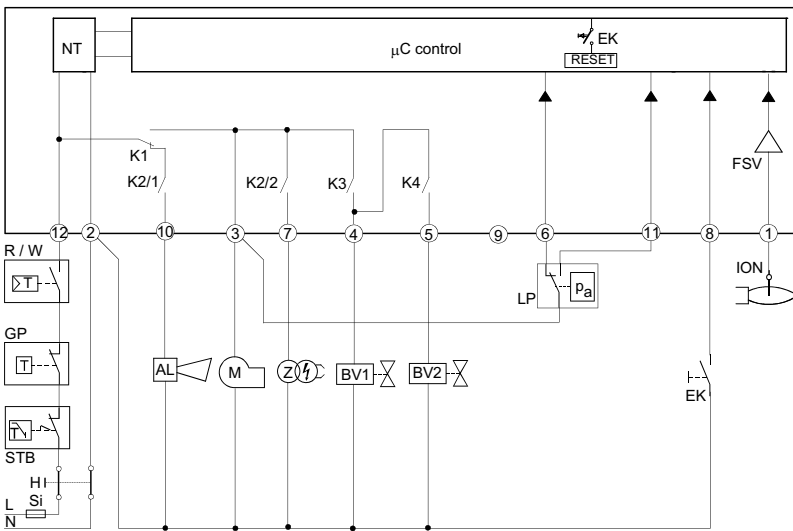 NT
µC control
EK
RESET
K1
FSV
K2/1
K2/2
K3
K4
12
2
10
3
7
4
5
9
6
11
8
1
R / W
ION
T
LP
pa
GP
T
AL
M
Z
BV1
BV2
EK
T
STB
H
L
Si
N